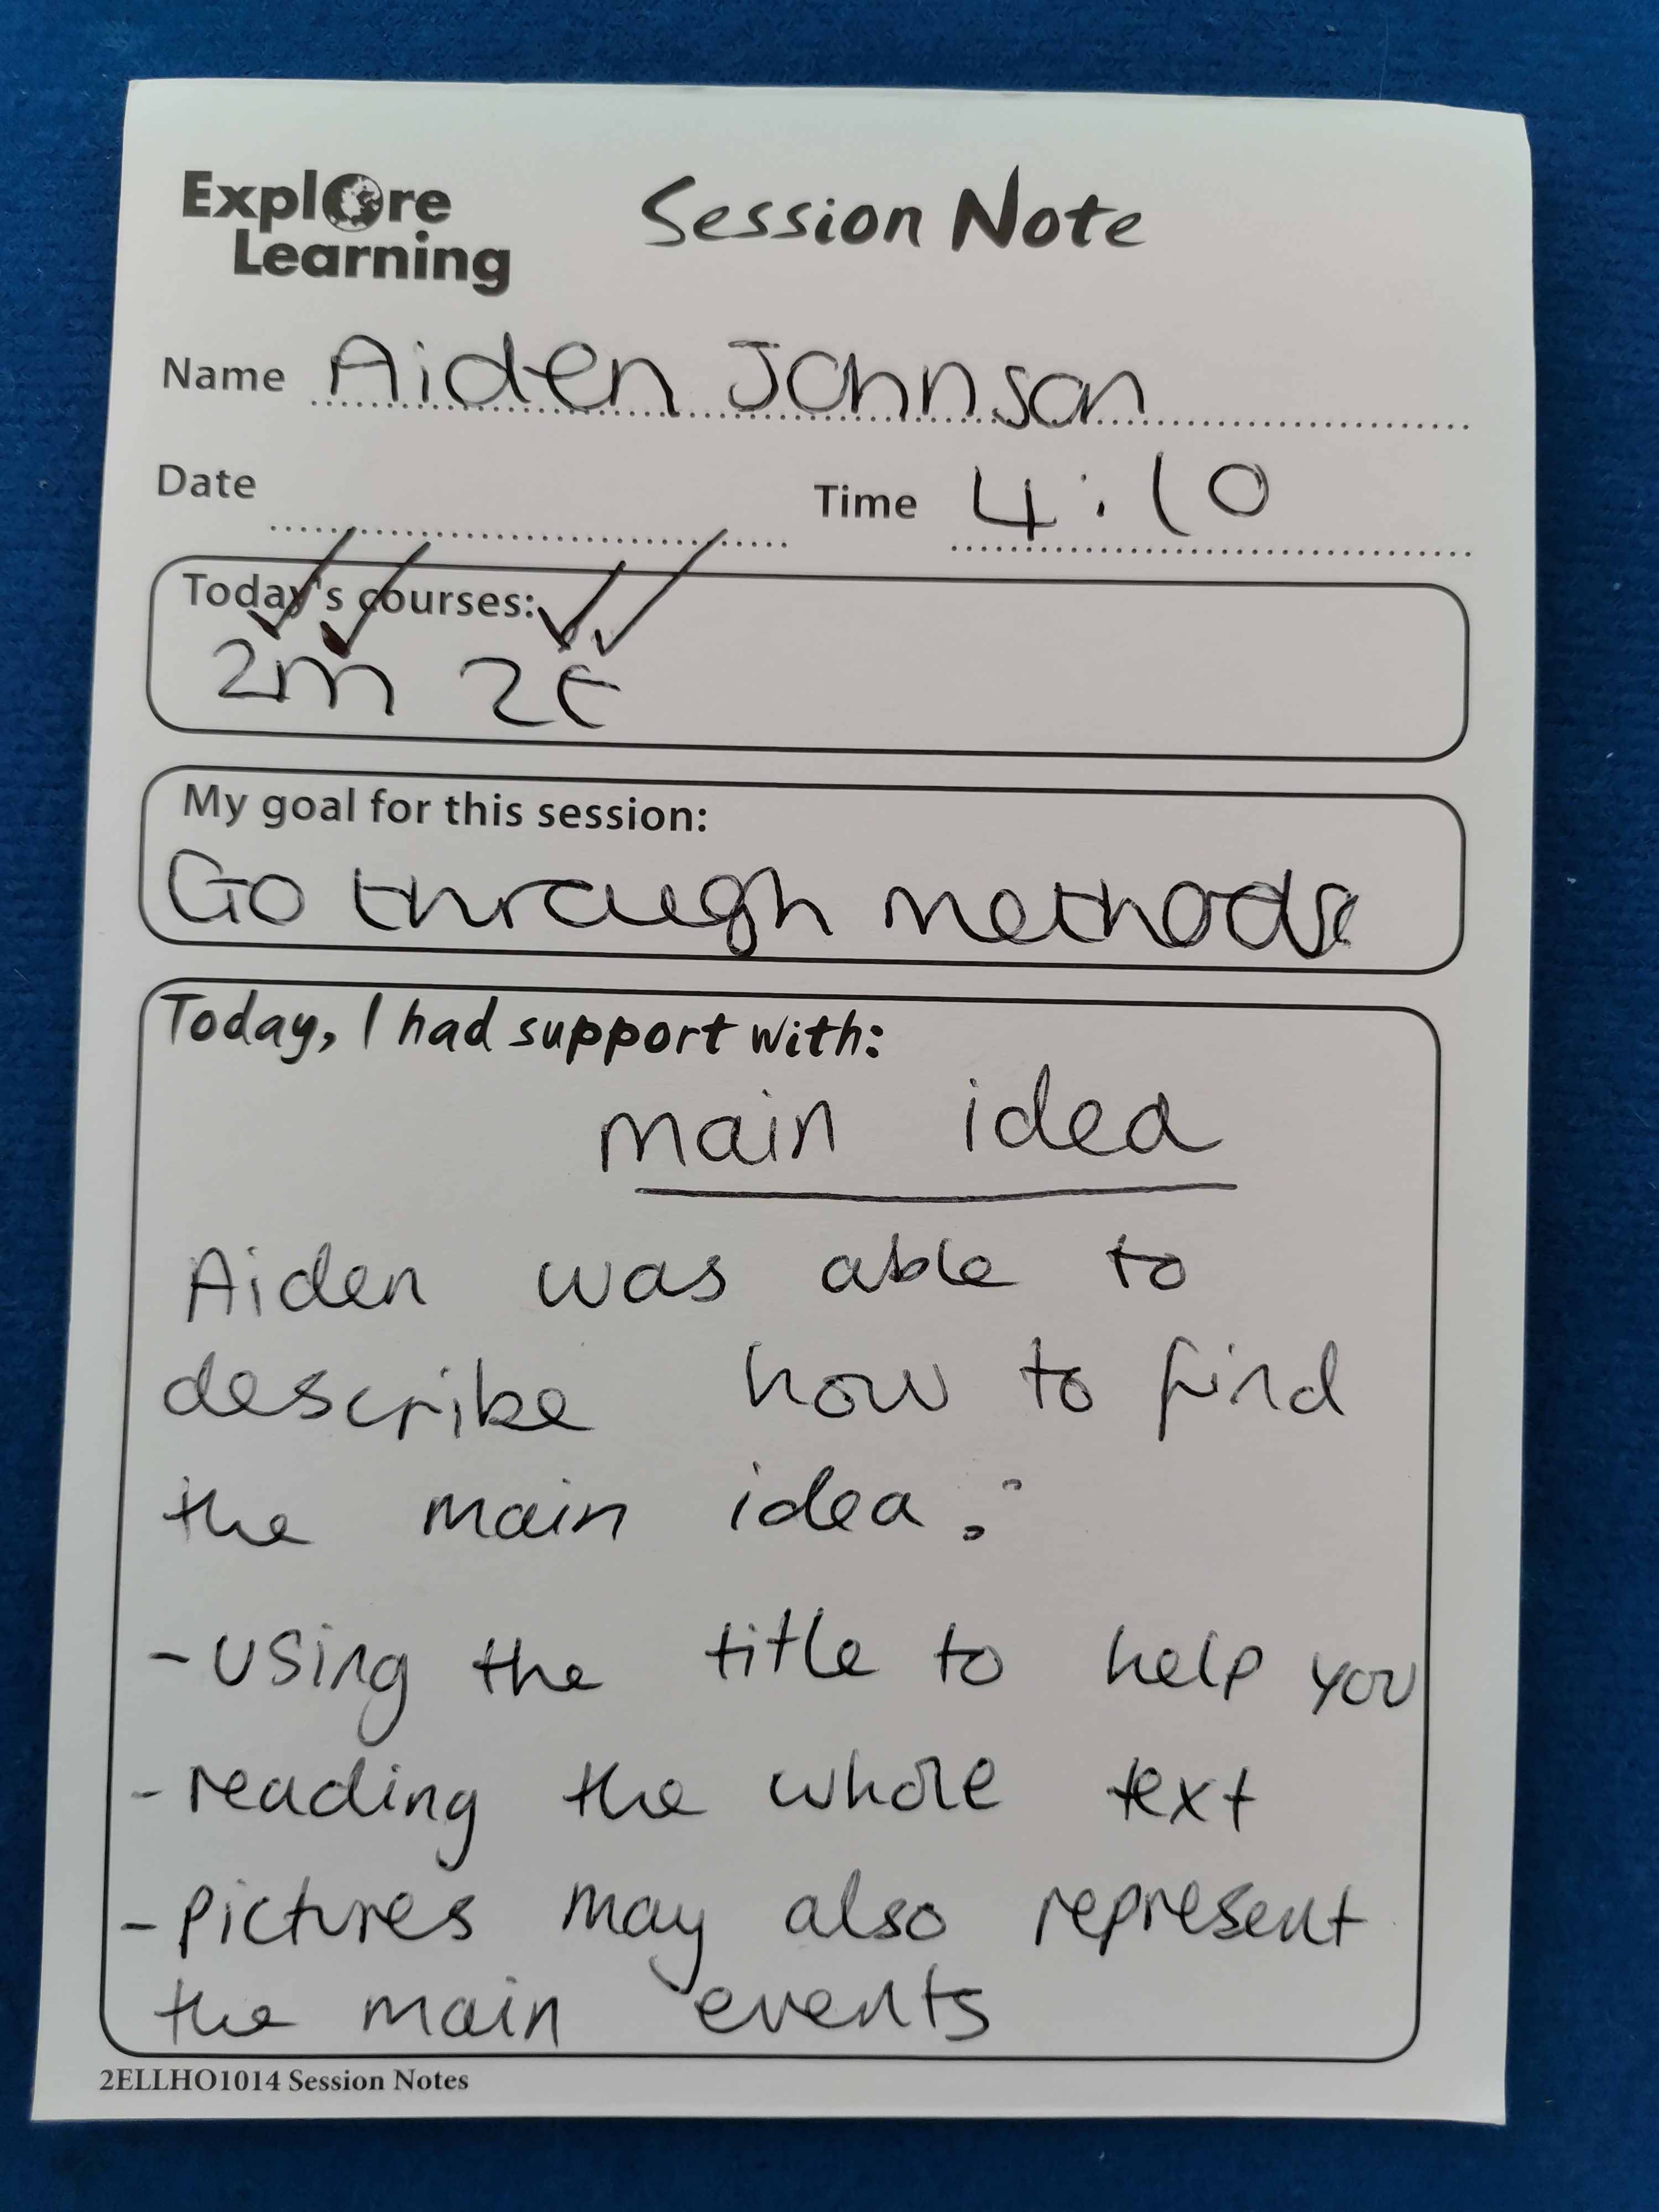 Explore
Learning
Session Note
Name Aiden Johnson
Date
Time 4:10
Today's courses:
2m 2E
My goal for this session:
Go through methods
Today, I had support with:
main idea
Aiden was able to
describe how to find
the main idea:
- using the title to help you
- reading the whole text
- pictures may also represent
the main events
2ELLHO1014 Session Notes